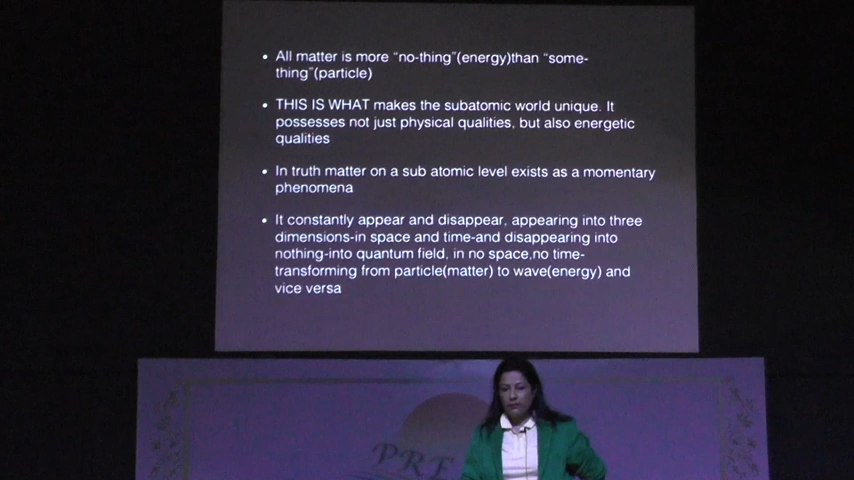 • All matter is more “no-thing”(energy)than “some-
thing”(particle)
• THIS IS WHAT makes the subatomic world unique. It
possesses not just physical qualities, but also energetic
qualities
• In truth matter on a sub atomic level exists as a momentary
phenomena
• It constantly appear and disappear, appearing into three
dimensions-in space and time-and disappearing into
nothing-into quantum field, in no space,no time-
transforming from particle(matter) to wave(energy) and
vice versa
PRE